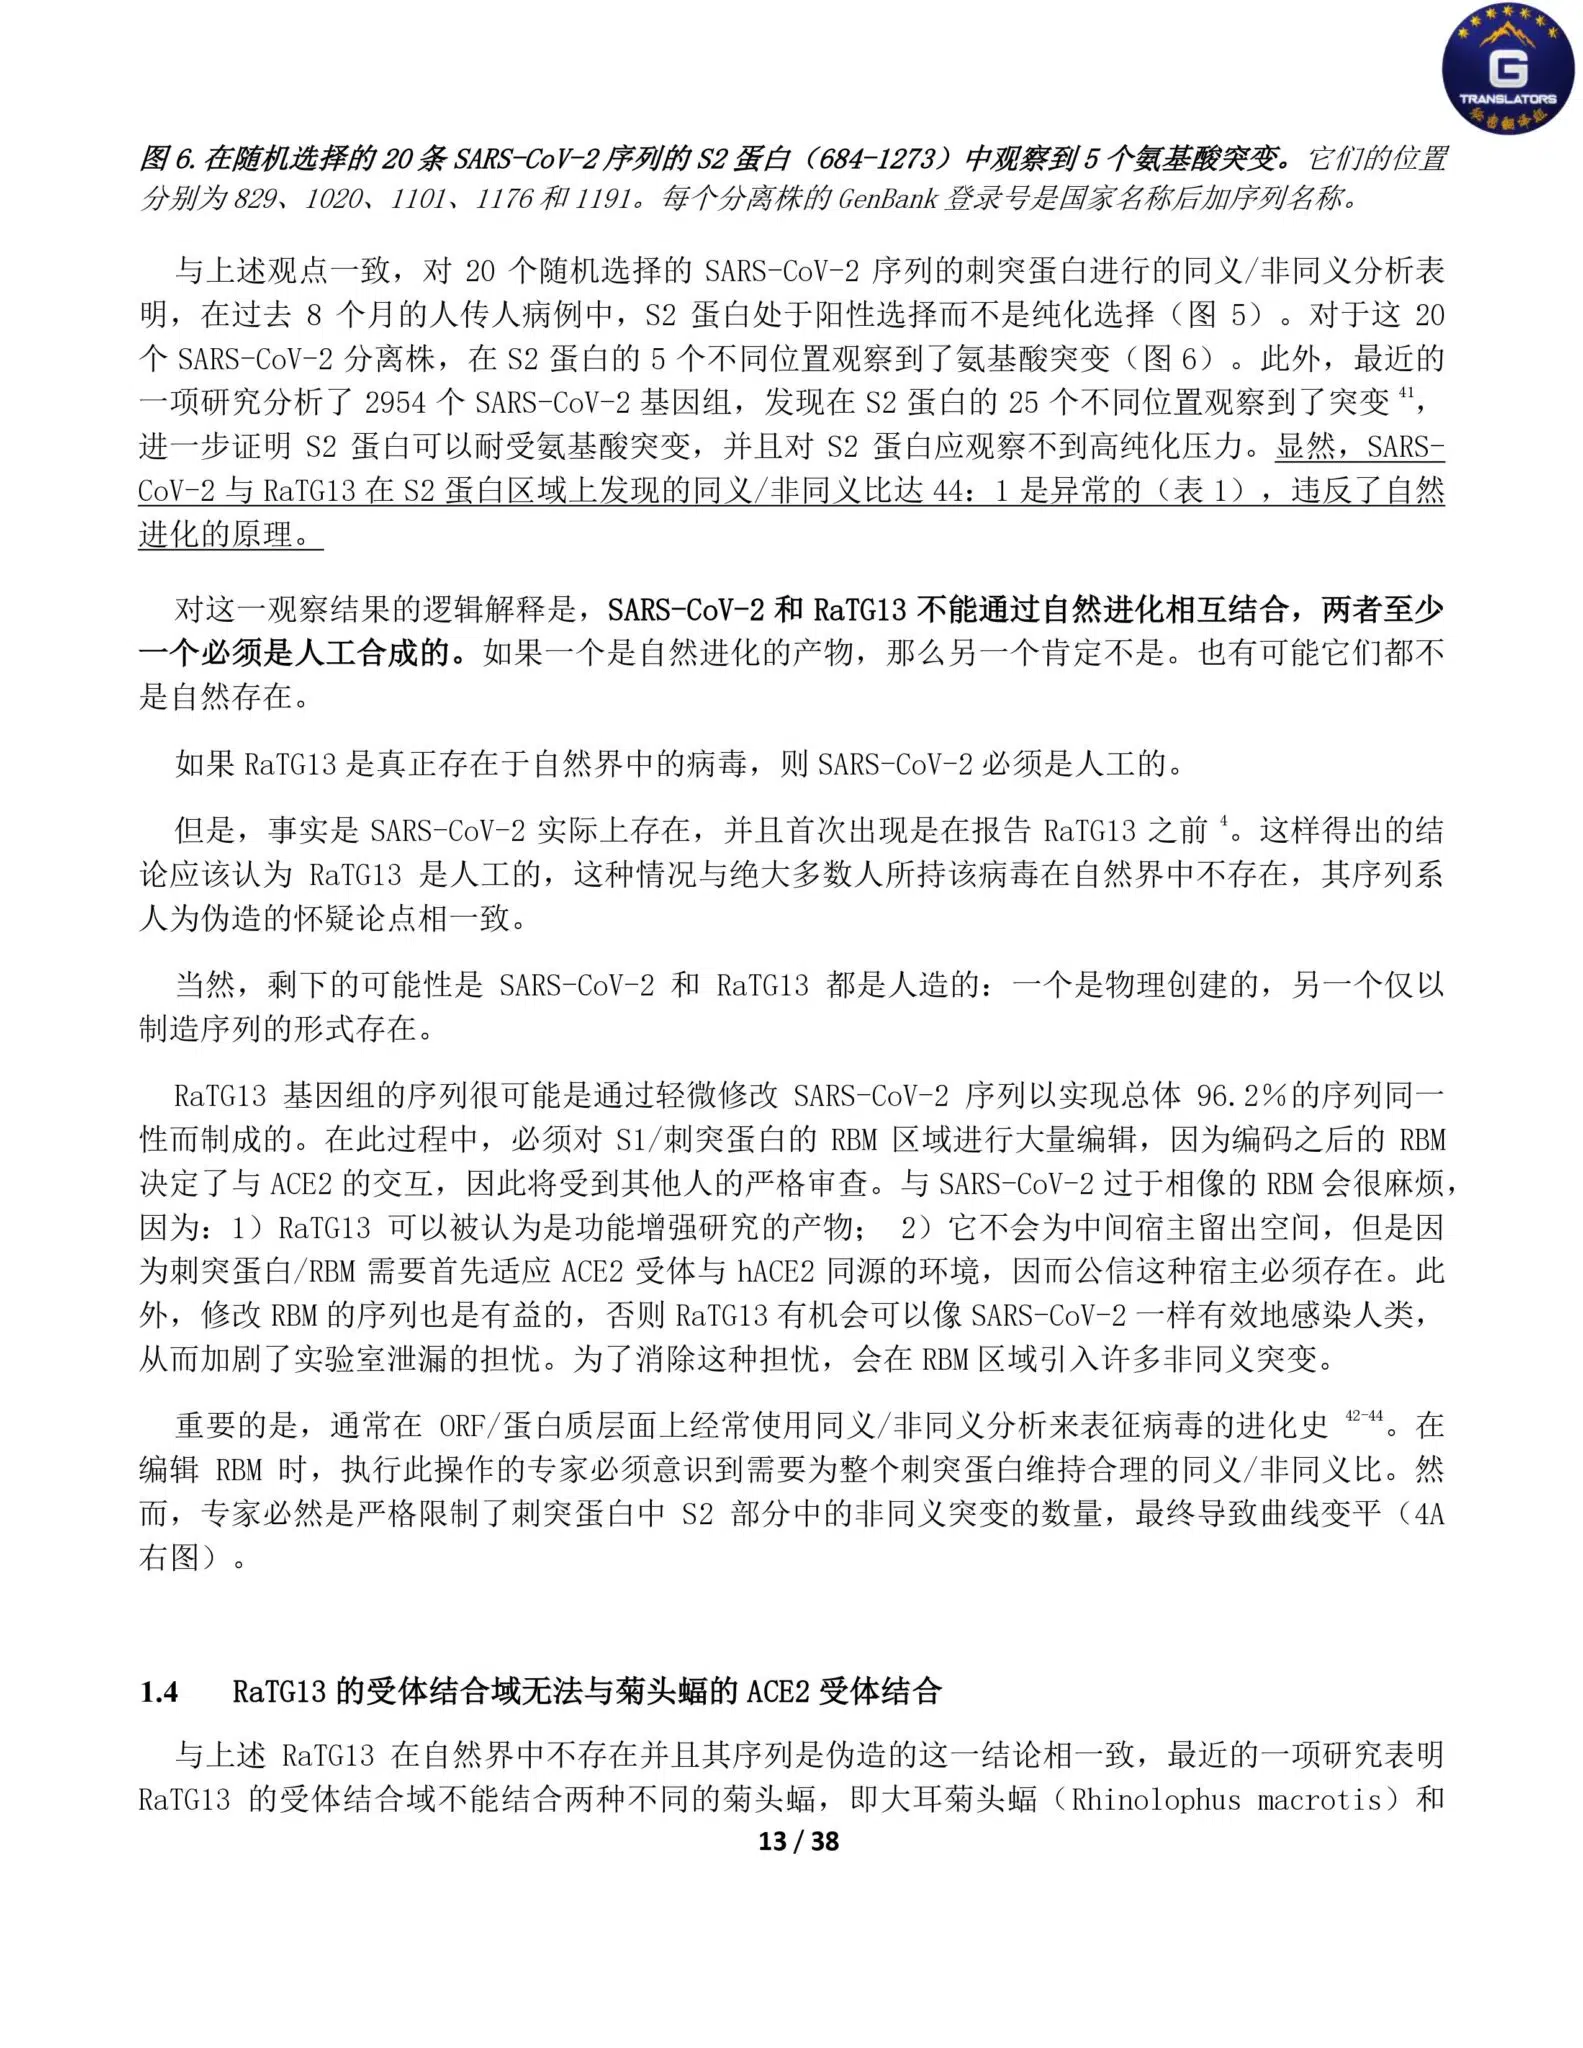 G
TRANSLATORS
图 6. 在随机选择的 20 条 SARS-CoV-2 序列的 S2 蛋白（684-1273）中观察到 5 个氨基酸突变。它们的位置
分别为 829、1020、1101、1176 和 1191。每个分离株的 GenBank 登录号是国家名称后加序列名称。
与上述观点一致，对 20 个随机选择的 SARS-CoV-2 序列的刺突蛋白进行的同义/非同义分析表
明，在过去 8 个月的人传人病例中，S2 蛋白处于阳性选择而不是纯化选择（图 5）。对于这 20
个 SARS-CoV-2 分离株，在 S2 蛋白的 5 个不同位置观察到了氨基酸突变（图 6）。此外，最近的
一项研究分析了 2954 个 SARS-CoV-2 基因组，发现在 S2 蛋白的 25 个不同位置观察到了突变 41，
进一步证明 S2 蛋白可以耐受氨基酸突变，并且对 S2 蛋白应观察不到高纯化压力。显然，SARS-
CoV-2 与 RaTG13 在 S2 蛋白区域上发现的同义/非同义比达 44：1 是异常的（表 1），违反了自然
进化的原理。
对这一观察结果的逻辑解释是，SARS-CoV-2 和 RaTG13 不能通过自然进化相互结合，两者至少
一个必须是人工合成的。如果一个是自然进化的产物，那么另一个肯定不是。也有可能它们都不
是自然存在。
如果 RaTG13 是真正存在于自然界中的病毒，则 SARS-CoV-2 必须是人工的。
但是，事实是 SARS-CoV-2 实际上存在，并且首次出现是在报告 RaTG13 之前 4。这样得出的结
论应该认为 RaTG13 是人工的，这种情况与绝大多数人所持该病毒在自然界中不存在，其序列系
人为伪造的怀疑论点相一致。
当然，剩下的可能性是 SARS-CoV-2 和 RaTG13 都是人造的：一个是物理创建的，另一个仅以
制造序列的形式存在。
RaTG13 基因组的序列很可能是通过轻微修改 SARS-CoV-2 序列以实现总体 96.2％的序列同一
性而制成的。在此过程中，必须对 S1/刺突蛋白的 RBM 区域进行大量编辑，因为编码之后的 RBM
决定了与 ACE2 的交互，因此将受到其他人的严格审查。与 SARS-CoV-2 过于相像的 RBM 会很麻烦，
因为：1）RaTG13 可以被认为是功能增强研究的产物； 2）它不会为中间宿主留出空间，但是因
为刺突蛋白/RBM 需要首先适应 ACE2 受体与 hACE2 同源的环境，因而公信这种宿主必须存在。此
外，修改 RBM 的序列也是有益的，否则 RaTG13 有机会可以像 SARS-CoV-2 一样有效地感染人类，
从而加剧了实验室泄漏的担忧。为了消除这种担忧，会在 RBM 区域引入许多非同义突变。
重要的是，通常在 ORF/蛋白质层面上经常使用同义/非同义分析来表征病毒的进化史 42-44。在
编辑 RBM 时，执行此操作的专家必须意识到需要为整个刺突蛋白维持合理的同义/非同义比。然
而，专家必然是严格限制了刺突蛋白中 S2 部分中的非同义突变的数量，最终导致曲线变平（4A
右图）。
1.4 RaTG13 的受体结合域无法与菊头蝠的 ACE2 受体结合
与上述 RaTG13 在自然界中不存在并且其序列是伪造的这一结论相一致，最近的一项研究表明
RaTG13 的受体结合域不能结合两种不同的菊头蝠，即大耳菊头蝠（Rhinolophus macrotis）和
13 / 38